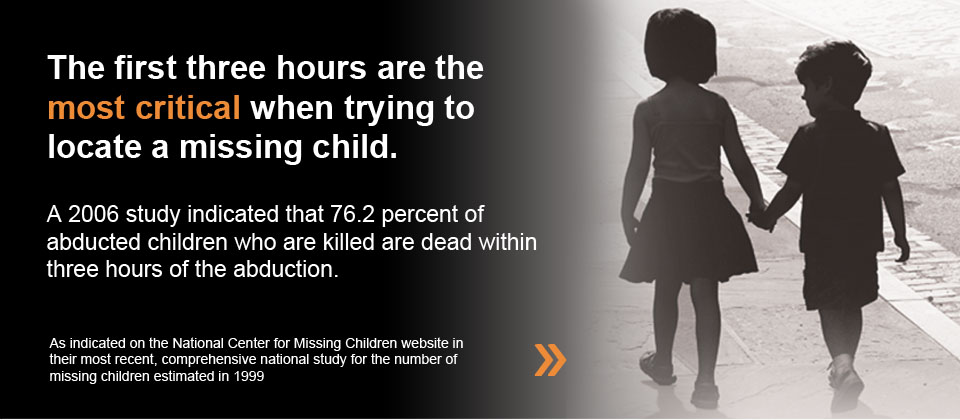 The first three hours are the
most critical when trying to
locate a missing child.
A 2006 study indicated that 76.2 percent of
abducted children who are killed are dead within
three hours of the abduction.
As indicated on the National Center for Missing Children website in
their most recent, comprehensive national study for the number of
missing children estimated in 1999